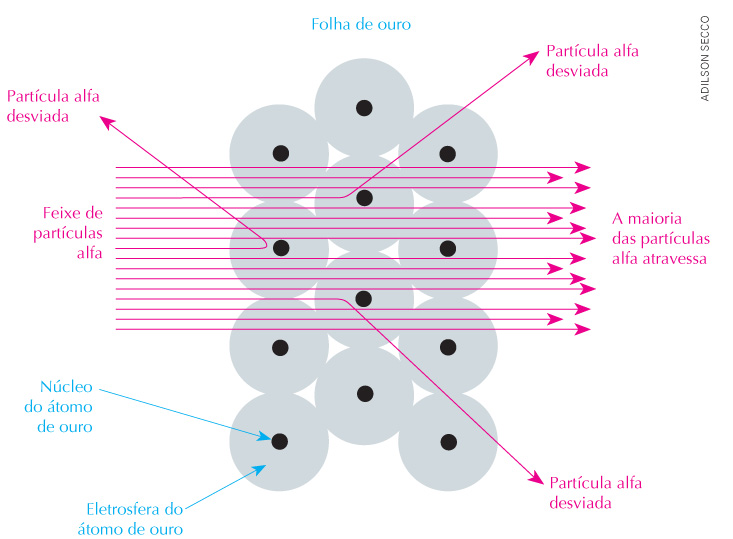 Folha de ouro
ADILSON SECCO
Partícula alfa
desviada
Partícula alfa
desviada
Feixe de
partículas
alfa
A maioria
das partículas
alfa atravessa
Núcleo
do átomo
de ouro
Partícula alfa
desviada
Eletrosfera do
átomo de ouro